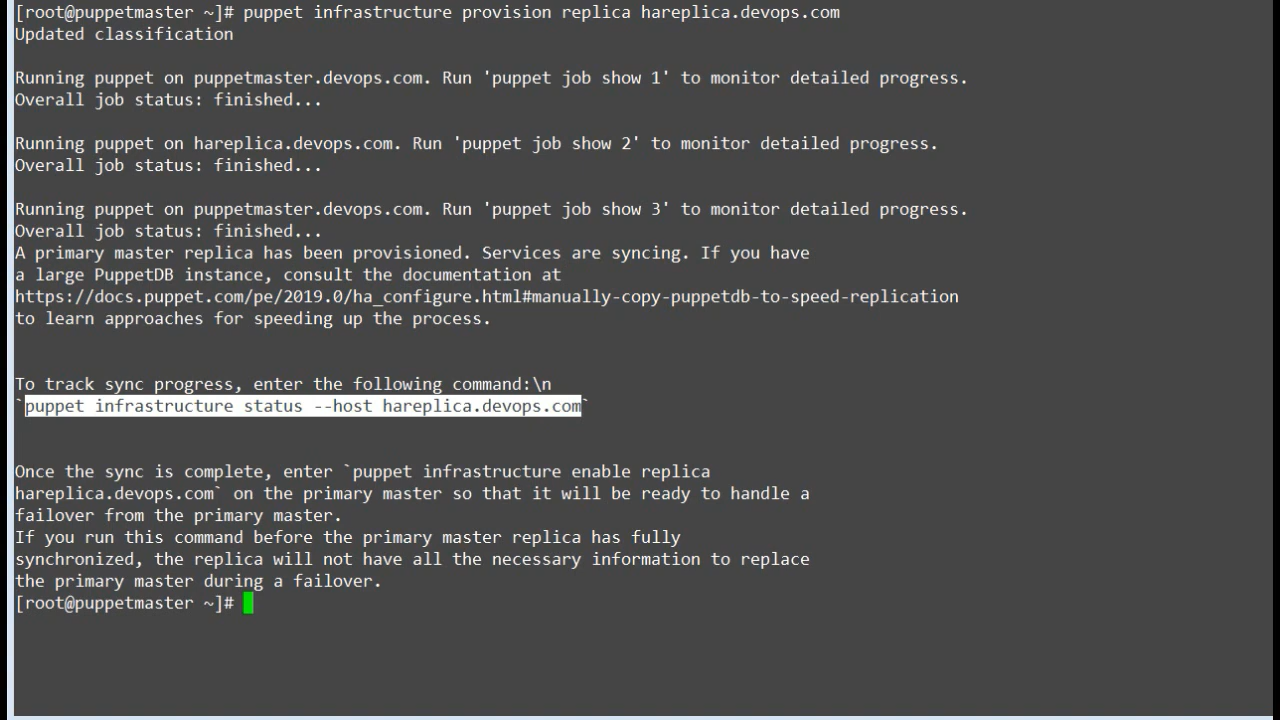 [root@puppetmaster ~]# puppet infrastructure provision replica hareplica.devops.com
Updated classification
Running puppet on puppetmaster.devops.com. Run 'puppet job show 1' to monitor detailed progress.
Overall job status: finished...
Running puppet on hareplica.devops.com. Run 'puppet job show 2' to monitor detailed progress.
Overall job status: finished...
Running puppet on puppetmaster.devops.com. Run 'puppet job show 3' to monitor detailed progress.
Overall job status: finished...
A primary master replica has been provisioned. Services are syncing. If you have
a large PuppetDB instance, consult the documentation at
https://docs.puppet.com/pe/2019.0/ha_configure.html#manually-copy-puppetdb-to-speed-replication
to learn approaches for speeding up the process.
To track sync progress, enter the following command:\n
`puppet infrastructure status --host hareplica.devops.com`
Once the sync is complete, enter `puppet infrastructure enable replica
hareplica.devops.com` on the primary master so that it will be ready to handle a
failover from the primary master.
If you run this command before the primary master replica has fully
synchronized, the replica will not have all the necessary information to replace
the primary master during a failover.
[root@puppetmaster ~]#